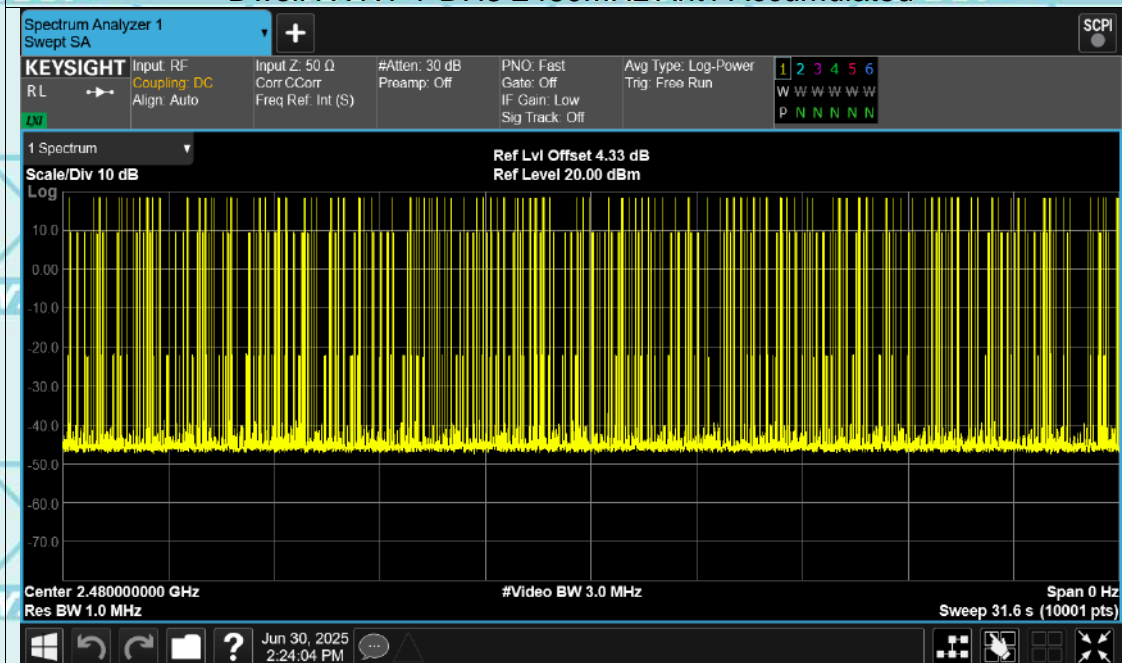 Spectrum Analyzer 1
Swept SA
+
SCPI
KEYSIGHT
RL
LXI
Input: RF
Coupling: DC
Align: Auto
Input Z: 50 Ω
Corr CCorr
Freq Ref: Int (S)
#Atten: 30 dB
Preamp: Off
PNO: Fast
Gate: Off
IF Gain: Low
Sig Track: Off
Avg Type: Log-Power
Trig: Free Run
1 2 3 4 5 6
W W W W W W
P N N N N N
1 Spectrum
Scale/Div 10 dB
Ref Lvl Offset 4.33 dB
Ref Level 20.00 dBm
Log
10.0
0.00
-10.0
-20.0
-30.0
-40.0
-50.0
-60.0
-70.0
Center 2.480000000 GHz
#Video BW 3.0 MHz
Span 0 Hz
Res BW 1.0 MHz
Sweep 31.6 s (10001 pts)
?
Jun 30, 2025
2:24:04 PM